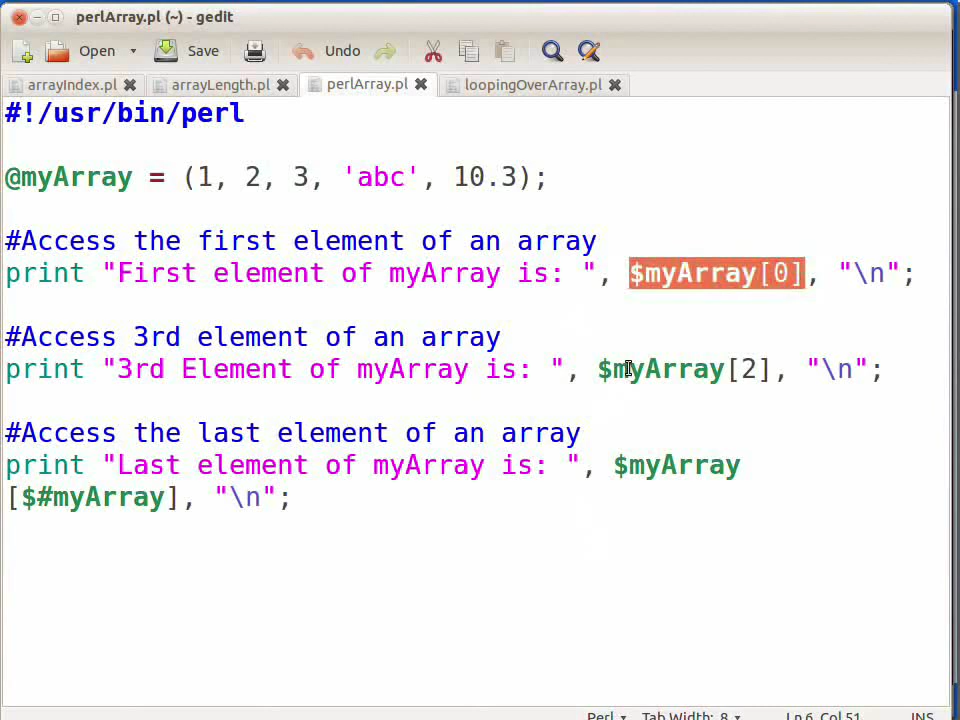 perlArray.pl (~) - gedit
Open Save Undo
arrayIndex.pl arrayLength.pl perlArray.pl loopingOverArray.pl
#!/usr/bin/perl
@myArray = (1, 2, 3, 'abc', 10.3);
#Access the first element of an array
print "First element of myArray is: ", $myArray[0], "\n";
#Access 3rd element of an array
print "3rd Element of myArray is: ", $myArray[2], "\n";
#Access the last element of an array
print "Last element of myArray is: ", $myArray
[$#myArray], "\n";
Perl Tab Width: 8 Ln 6, Col 51 INS